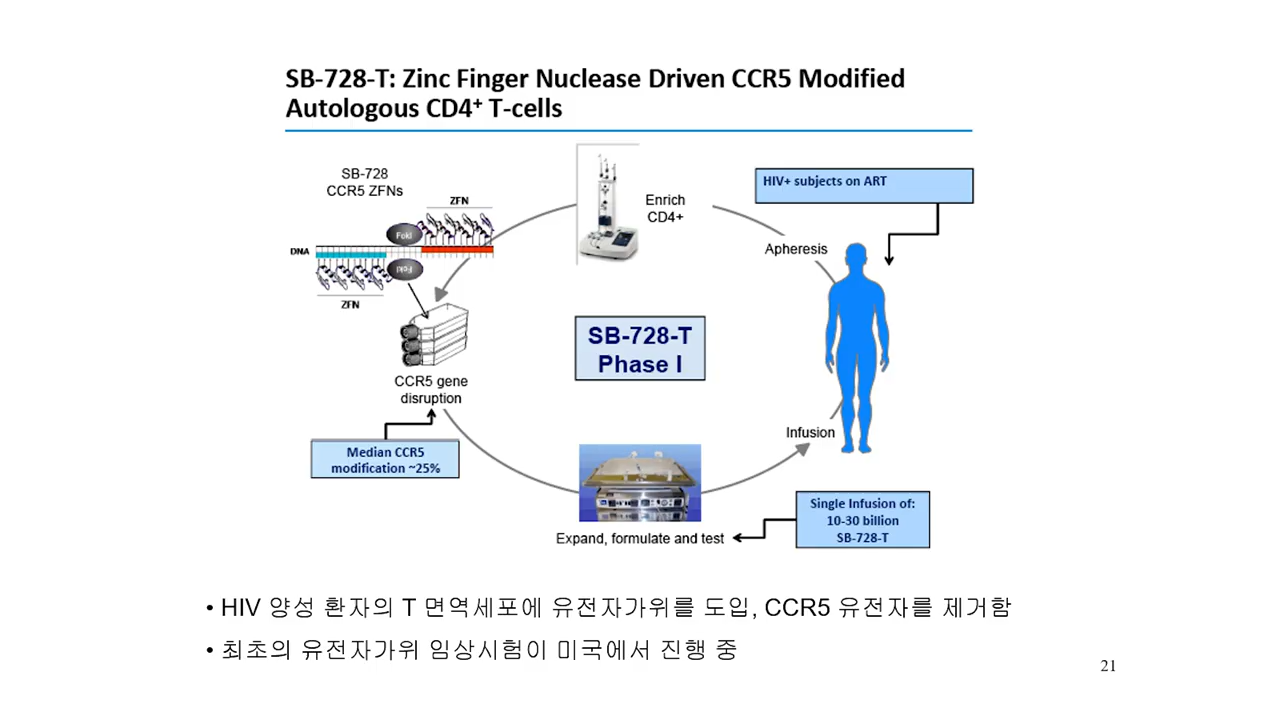 SB-728-T: Zinc Finger Nuclease Driven CCR5 Modified
Autologous CD4+ T-cells
SB-728
CCR5 ZFNs
ZFN
FokI
DNA
FokI
ZFN
Enrich
CD4+
HIV+ subjects on ART
Apheresis
SB-728-T
Phase I
CCR5 gene
disruption
Median CCR5
modification ~25%
Infusion
Single Infusion of:
10-30 billion
SB-728-T
Expand, formulate and test
• HIV 양성 환자의 T 면역세포에 유전자가위를 도입, CCR5 유전자를 제거함
• 최초의 유전자가위 임상시험이 미국에서 진행 중
21